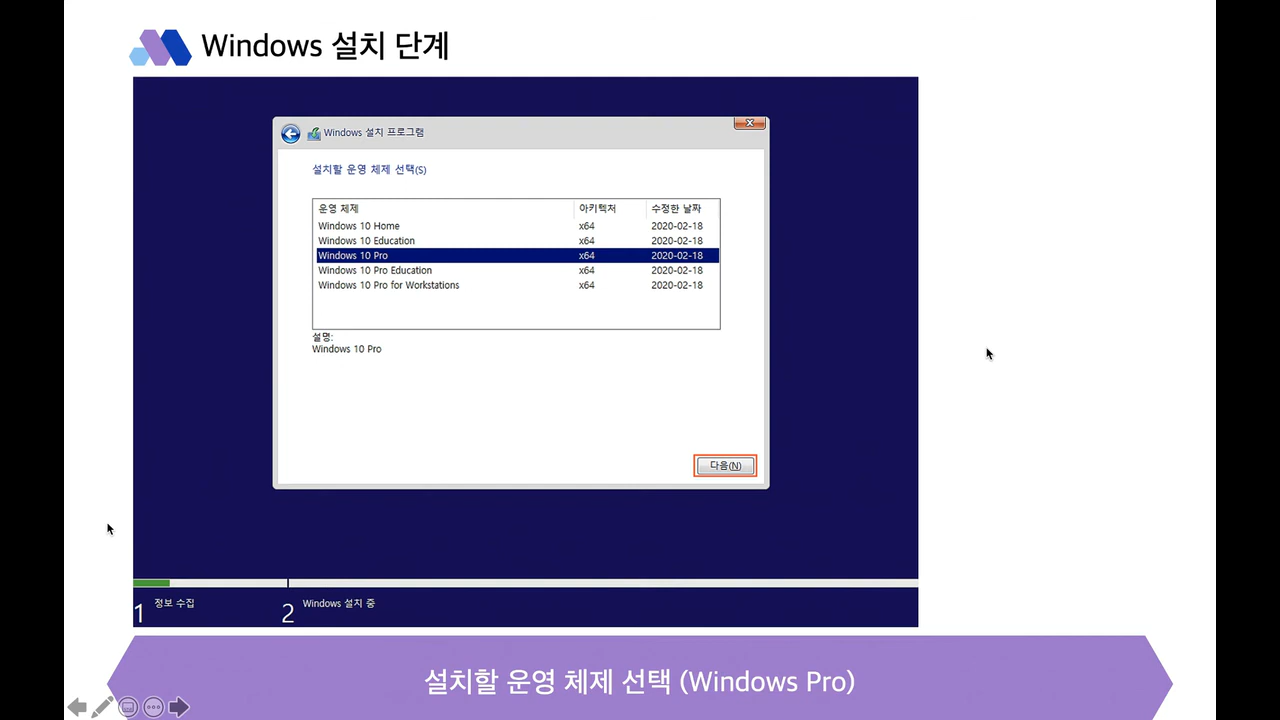 Windows 설치 단계
Windows 설치 프로그램
설치할 운영 체제 선택(S)
운영 체제 아키텍처 수정한 날짜
Windows 10 Home x64 2020-02-18
Windows 10 Education x64 2020-02-18
Windows 10 Pro x64 2020-02-18
Windows 10 Pro Education x64 2020-02-18
Windows 10 Pro for Workstations x64 2020-02-18
설명:
Windows 10 Pro
다음(N)
1 정보 수집 2 Windows 설치 중
설치할 운영 체제 선택 (Windows Pro)